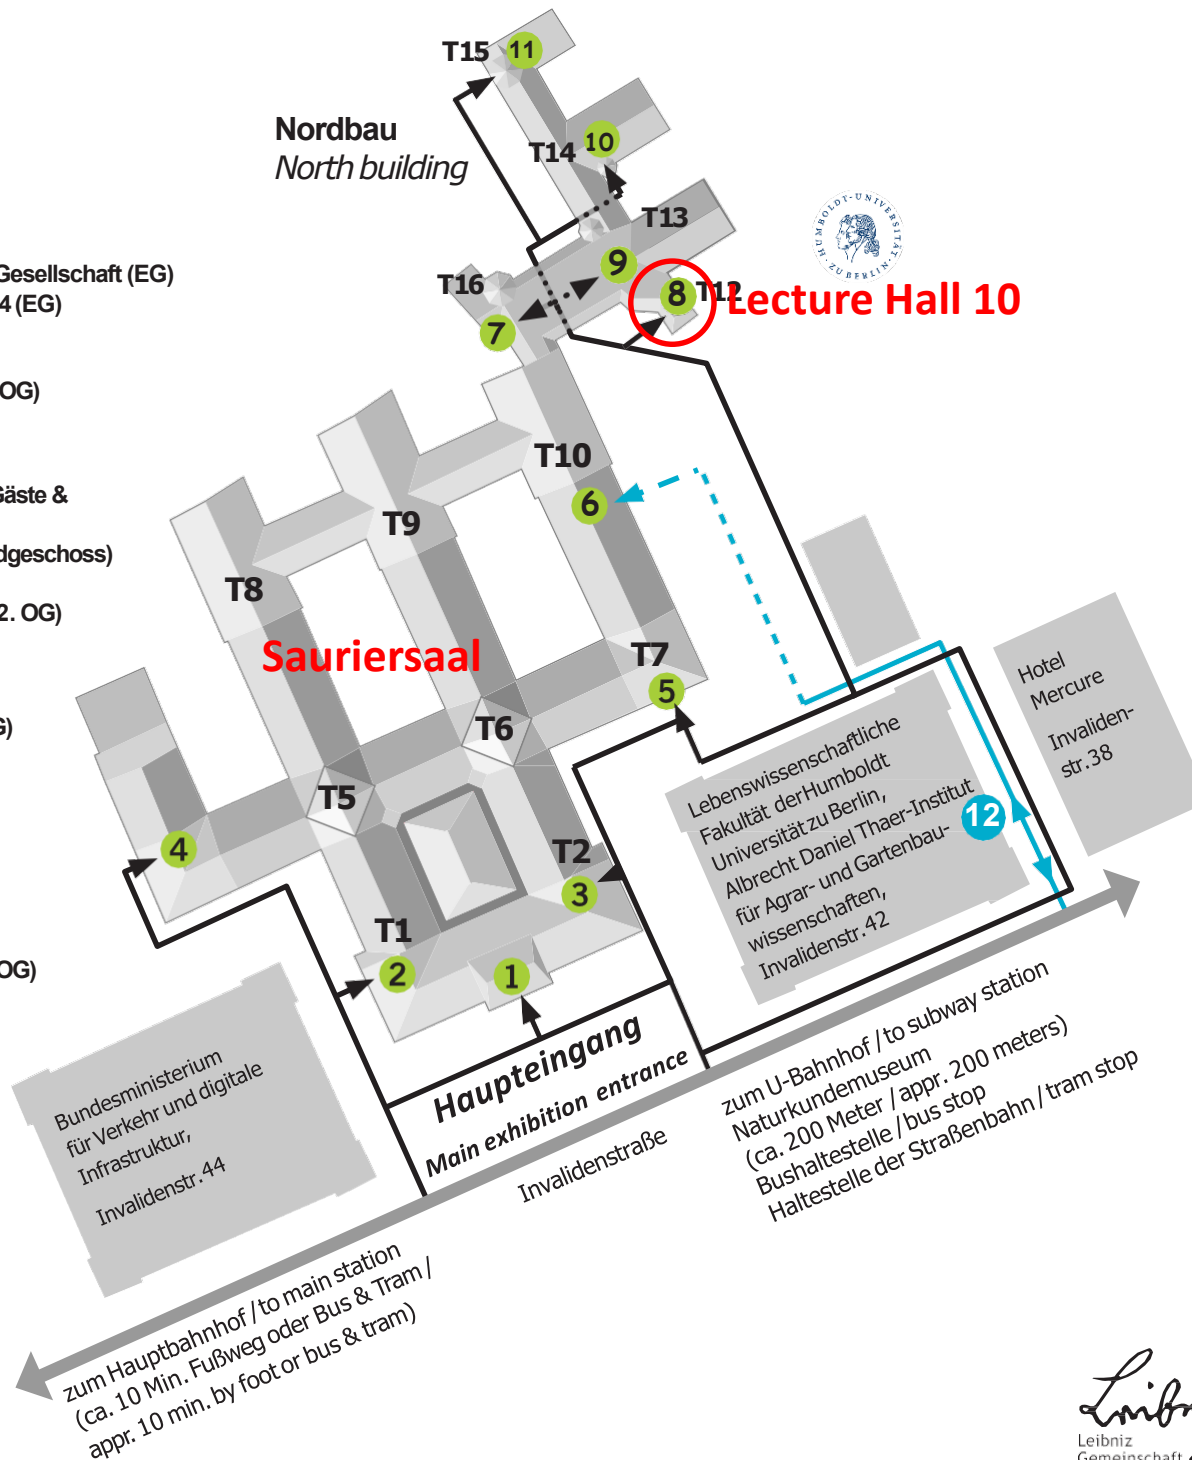 T15
11
Nordbau
North building
T14
10
T13
HUMBOLDT-UNIVERSITÄT · ZU BERLIN ·
9
Gesellschaft (EG)
4 (EG)
T16
8
T12
Lecture Hall 10
7
OG)
T10
Gäste &
6
T9
dgeschoss)
T8
2. OG)
Sauriersaal
T7
5
Hotel
Mercure
Invaliden-
str.38
G)
T6
T5
Lebenswissenschaftliche
Fakultät der Humboldt
Universität zu Berlin,
Albrecht Daniel Thaer-Institut
für Agrar- und Gartenbau-
wissenschaften,
Invalidenstr.42
12
4
T2
3
T1
OG)
2
1
Haupteingang
Main exhibition entrance
Bundesministerium
für Verkehr und digitale
Infrastruktur,
Invalidenstr.44
Invalidenstraße
zum U-Bahnhof / to subway station
Naturkundemuseum
(ca. 200 Meter / appr. 200 meters)
Bushaltestelle / bus stop
Haltestelle der Straßenbahn / tram stop
zum Hauptbahnhof / to main station
(ca. 10 Min. Fußweg oder Bus & Tram /
appr. 10 min. by foot or bus & tram)
Leibniz
Gemeinschaft